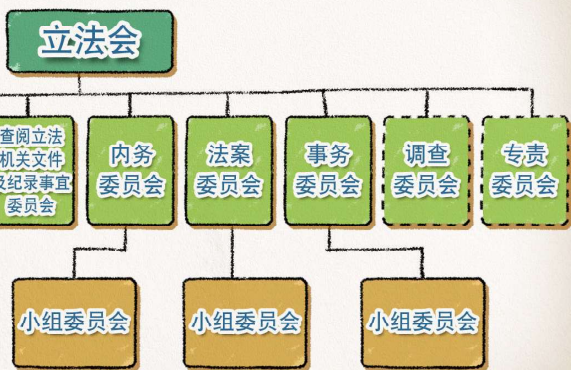 立法会
查阅立法
机关文件
及纪录事宜
委员会
内务
委员会
法案
委员会
事务
委员会
调查
委员会
专责
委员会
小组委员会
小组委员会
小组委员会